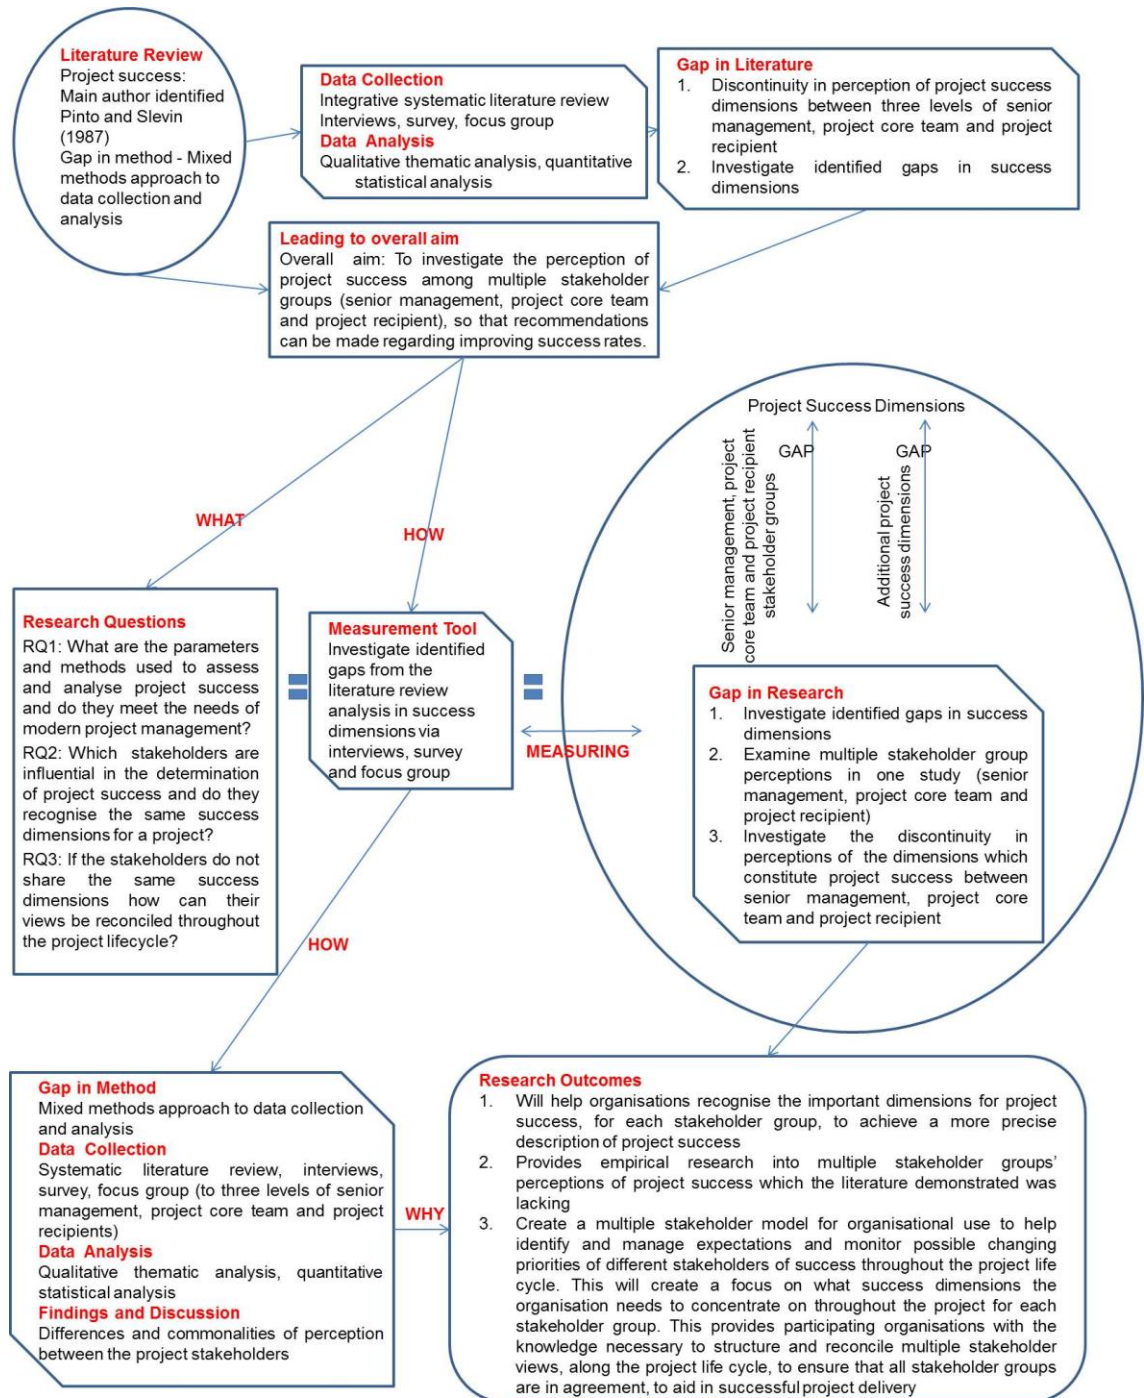 Literature Review
Project success:
Main author identified
Pinto and Slevin
(1987)
Gap in method - Mixed
methods approach to
data collection and
analysis
Data Collection
Integrative systematic literature review
Interviews, survey, focus group
Data Analysis
Qualitative thematic analysis, quantitative
statistical analysis
Gap in Literature
1. Discontinuity in perception of project success
dimensions between three levels of senior
management, project core team and project
recipient
2. Investigate identified gaps in success
dimensions
Leading to overall aim
Overall aim: To investigate the perception of
project success among multiple stakeholder
groups (senior management, project core team
and project recipient), so that recommendations
can be made regarding improving success rates.
WHAT
HOW
Project Success Dimensions
GAP
GAP
Senior management, project
core team and project recipient
stakeholder groups
Additional project
success dimensions
Research Questions
RQ1: What are the parameters
and methods used to assess
and analyse project success
and do they meet the needs of
modern project management?
RQ2: Which stakeholders are
influential in the determination
of project success and do they
recognise the same success
dimensions for a project?
RQ3: If the stakeholders do not
share the same success
dimensions how can their
views be reconciled throughout
the project lifecycle?
Measurement Tool
Investigate identified
gaps from the
literature review
analysis in success
dimensions via
interviews, survey
and focus group
MEASURING
Gap in Research
1. Investigate identified gaps in success
dimensions
2. Examine multiple stakeholder group
perceptions in one study (senior
management, project core team and
project recipient)
3. Investigate the discontinuity in
perceptions of the dimensions which
constitute project success between
senior management, project core
team and project recipient
HOW
Gap in Method
Mixed methods approach to data collection
and analysis
Data Collection
Systematic literature review, interviews,
survey, focus group (to three levels of senior
management, project core team and project
recipients)
Data Analysis
Qualitative thematic analysis, quantitative
statistical analysis
Findings and Discussion
Differences and commonalities of perception
between the project stakeholders
WHY
Research Outcomes
1. Will help organisations recognise the important dimensions for project
success, for each stakeholder group, to achieve a more precise
description of project success
2. Provides empirical research into multiple stakeholder groups’
perceptions of project success which the literature demonstrated was
lacking
3. Create a multiple stakeholder model for organisational use to help
identify and manage expectations and monitor possible changing
priorities of different stakeholders of success throughout the project life
cycle. This will create a focus on what success dimensions the
organisation needs to concentrate on throughout the project for each
stakeholder group. This provides participating organisations with the
knowledge necessary to structure and reconcile multiple stakeholder
views, along the project life cycle, to ensure that all stakeholder groups
are in agreement, to aid in successful project delivery